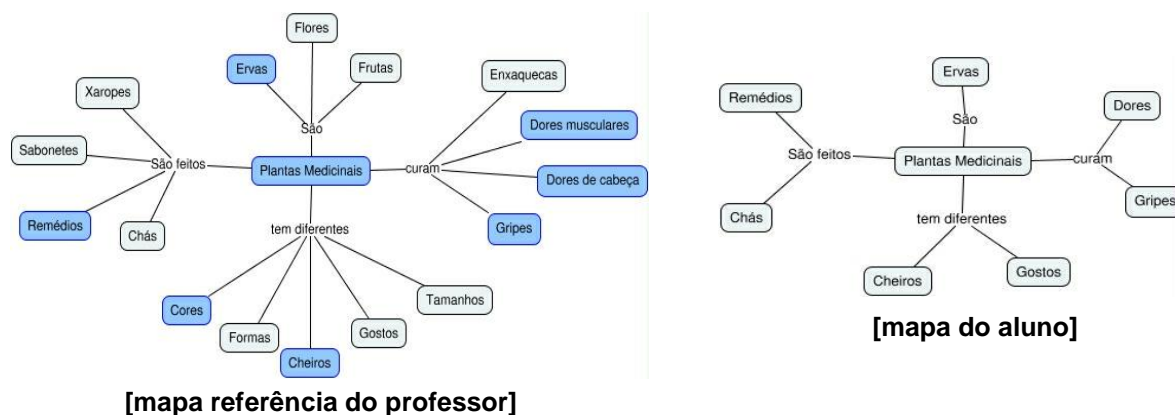 Flores
Ervas
Frutas
Enxaquecas
Xaropes
Dores musculares
São
Sabonetes
São feitos
Plantas Medicinais
curam
Dores de cabeça
Remédios
Chás
tem diferentes
Gripes
Cores
Tamanhos
Formas
Gostos
Cheiros
[mapa referência do professor]
Ervas
Remédios
Dores
São
São feitos
Plantas Medicinais
curam
Chás
Gripes
tem diferentes
Cheiros
Gostos
[mapa do aluno]